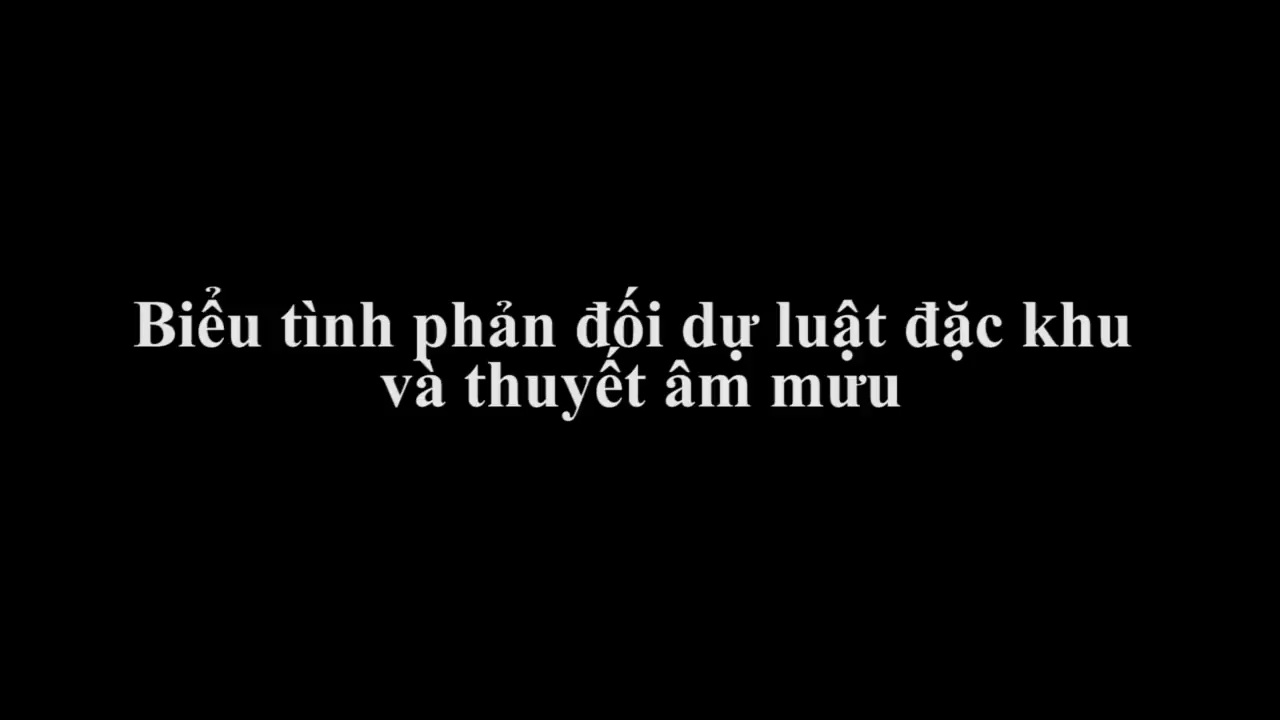 Biểu tình phản đối dự luật đặc khu
và thuyết âm mưu